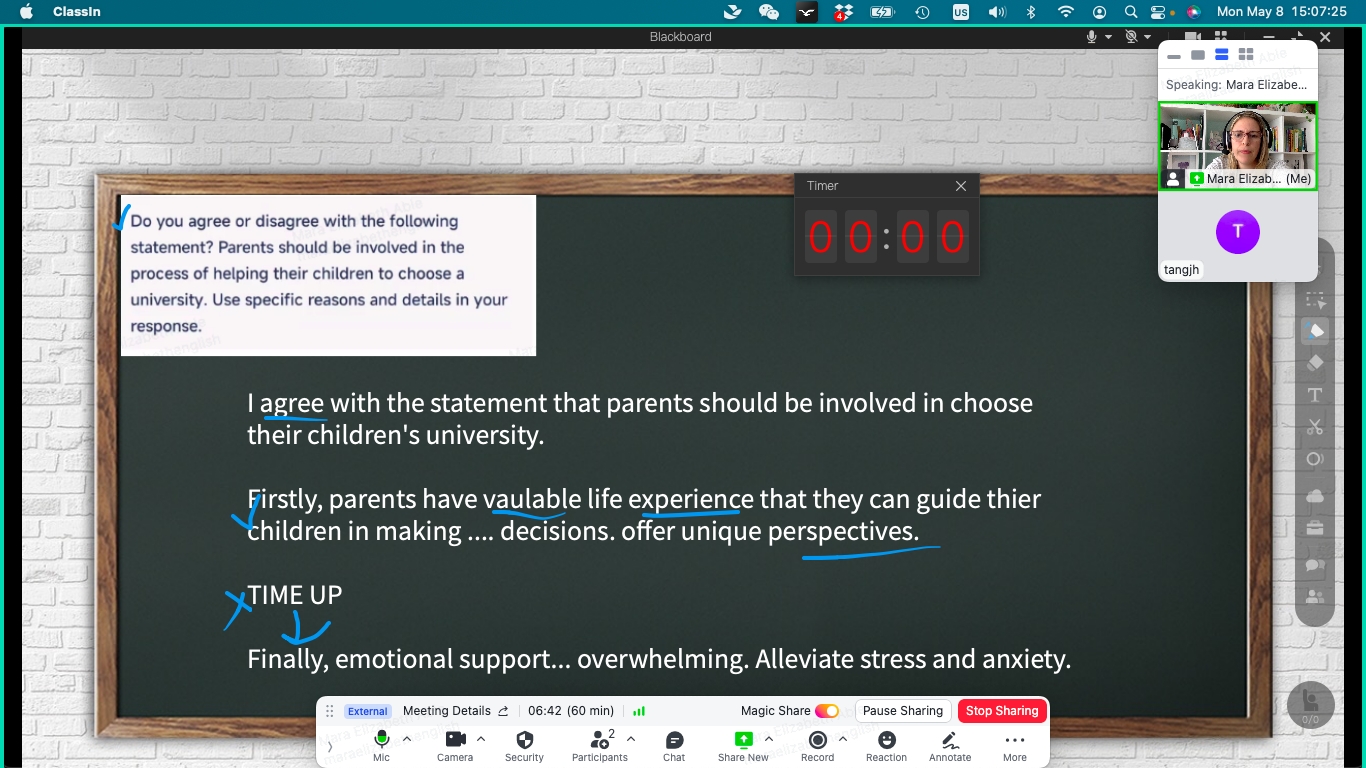 ClassIn
4
US
Mon May 8 15:07:25
Blackboard
Speaking: Mara Elizabe...
Mara Elizab... (Me)
T
tangjh
Timer
00:00
Do you agree or disagree with the following
statement? Parents should be involved in the
process of helping their children to choose a
university. Use specific reasons and details in your
response.
I agree with the statement that parents should be involved in choose
their children's university.
Firstly, parents have vaulable life experience that they can guide thier
children in making .... decisions. offer unique perspectives.
TIME UP
Finally, emotional support... overwhelming. Alleviate stress and anxiety.
T
0/0
External Meeting Details 06:42 (60 min) Magic Share Pause Sharing Stop Sharing
2
Mic Camera Security Participants Chat Share New Record Reaction Annotate More